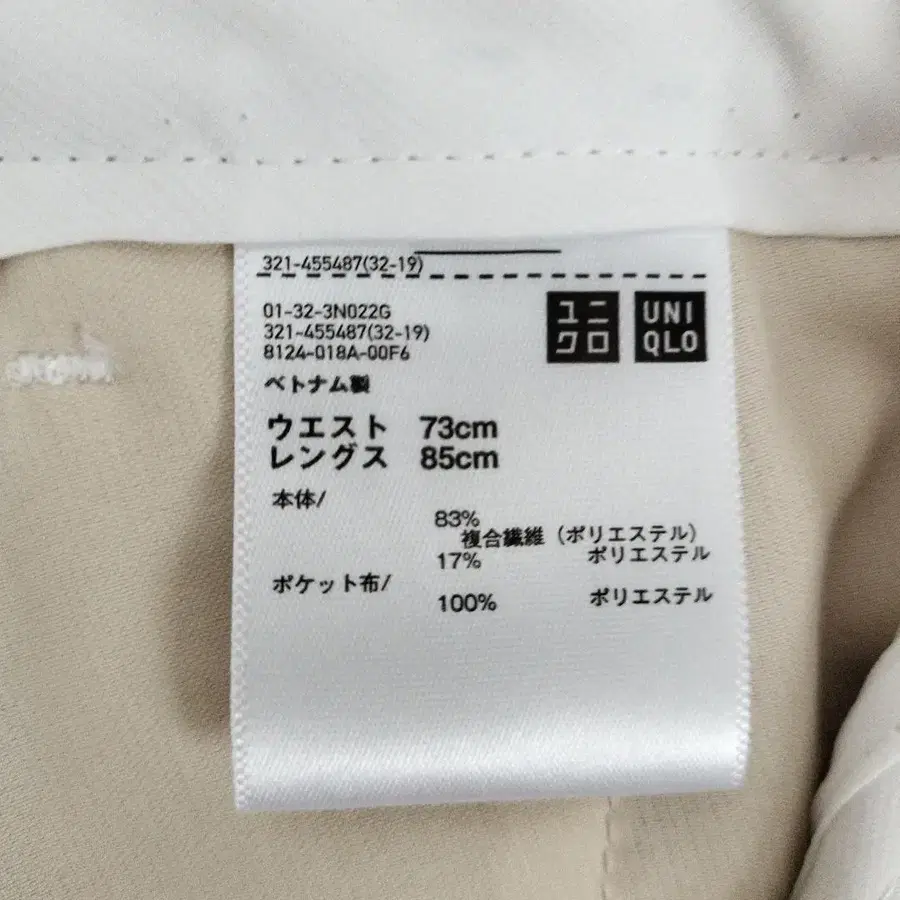 321-455487(32-19)
01-32-3N022G
321-455487(32-19)
8124-018A-00F6
ユニクロ
UNIQLO
ベトナム製
ウエスト 73cm
レングス 85cm
本体/
83%
複合繊維(ポリエステル)
17% ポリエステル
ポケット布/
100% ポリエステル